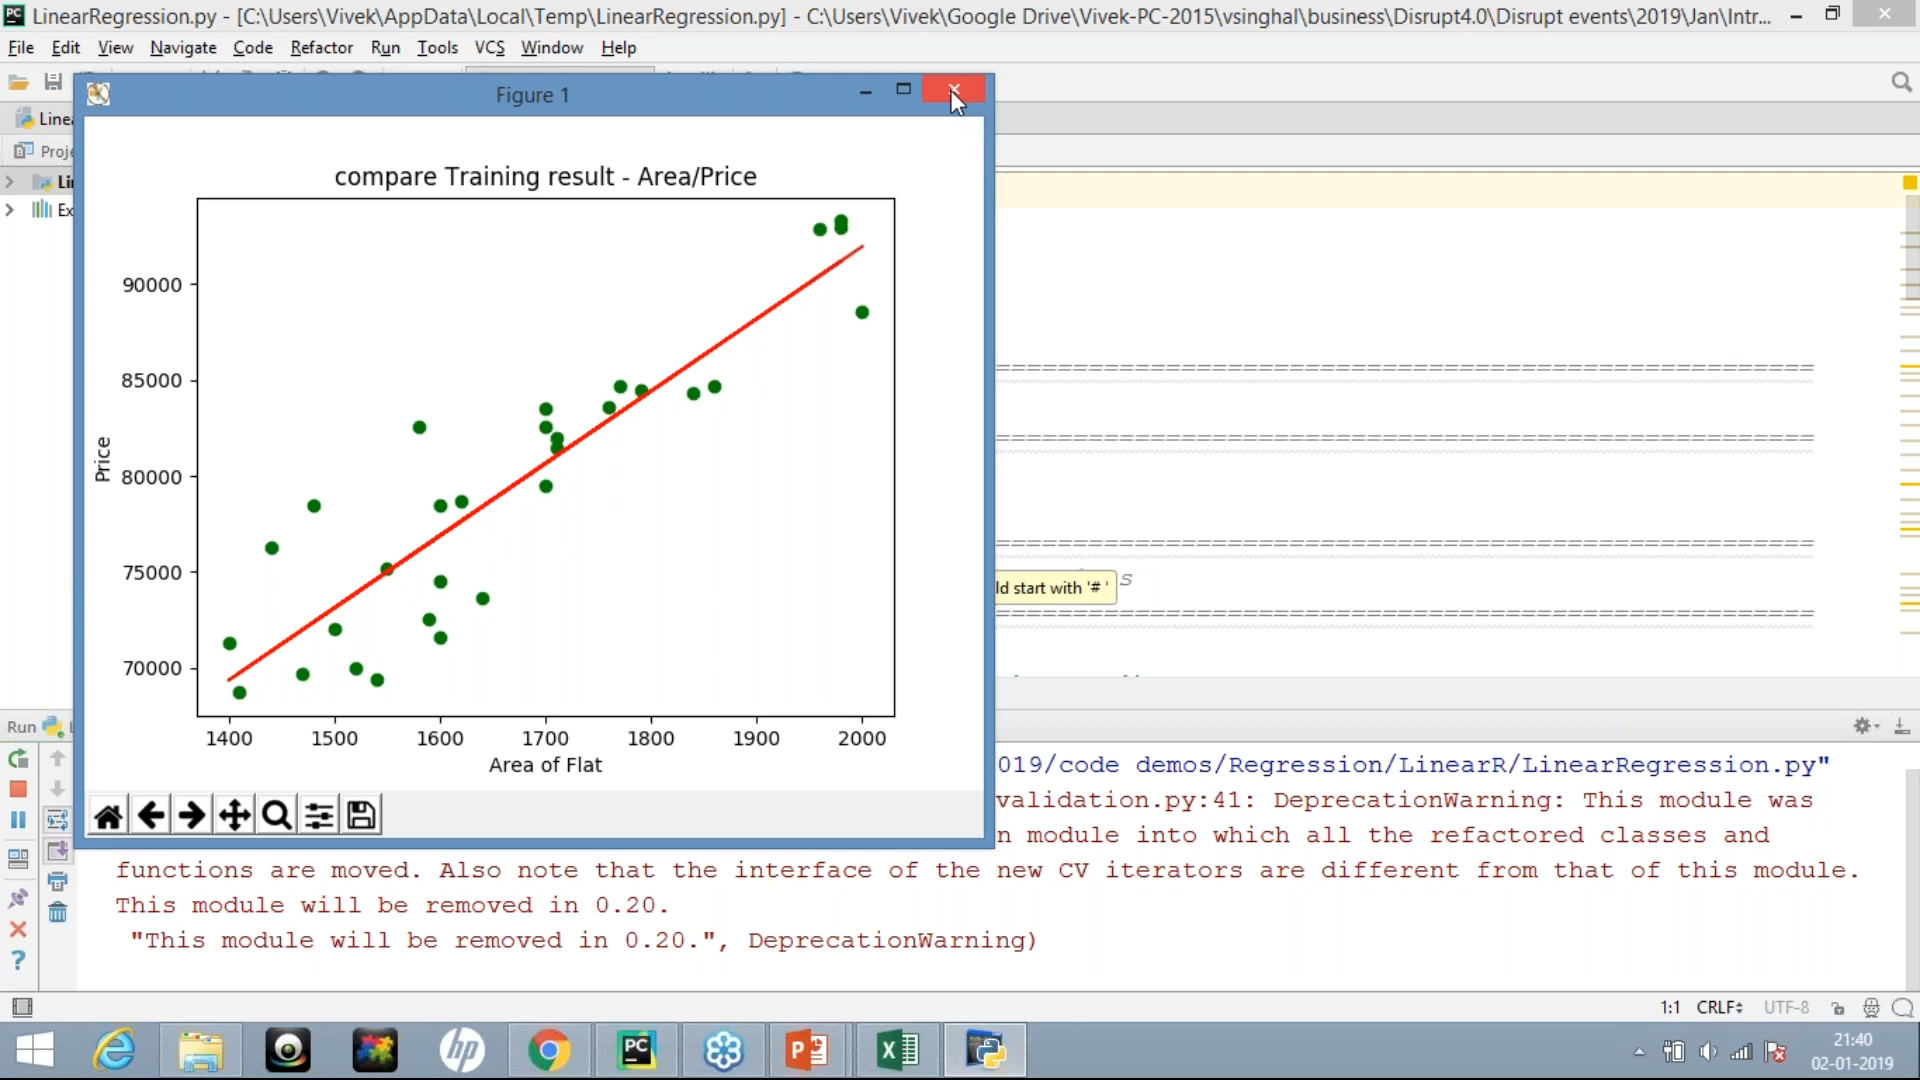 LinearRegression.py - [C:\Users\Vivek\AppData\Local\Temp\LinearRegression.py] - C:\Users\Vivek\Google Drive\Vivek-PC-2015\vsinghal\business\Disrupt4.0\Disrupt events\2019\Jan\Intr...
File Edit View Navigate Code Refactor Run Tools VCS Window Help
Figure 1
Line
Proje
Li
Ex
compare Training result - Area/Price
90000
85000
80000
75000
70000
Price
1400 1500 1600 1700 1800 1900 2000
Area of Flat
==========================================================
==========================================================
==========================================================
ld start with '# ' s
==========================================================
Run
019/code demos/Regression/LinearR/LinearRegression.py"
validation.py:41: DeprecationWarning: This module was
n module into which all the refactored classes and
functions are moved. Also note that the interface of the new CV iterators are different from that of this module.
This module will be removed in 0.20.
"This module will be removed in 0.20.", DeprecationWarning)
1:1 CRLF UTF-8
21:40
02-01-2019